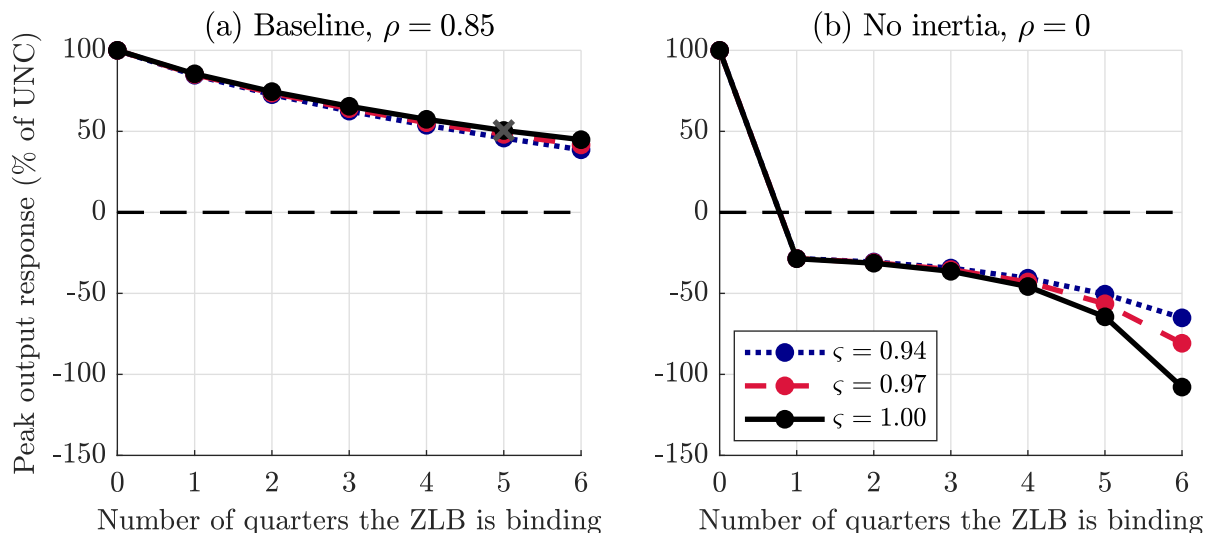 (a) Baseline, ρ = 0.85
Peak output response (% of UNC)
100
50
0
-50
-100
-150
0 1 2 3 4 5 6
Number of quarters the ZLB is binding
(b) No inertia, ρ = 0
100
50
0
-50
-100
-150
ς = 0.94
ς = 0.97
ς = 1.00
0 1 2 3 4 5 6
Number of quarters the ZLB is binding